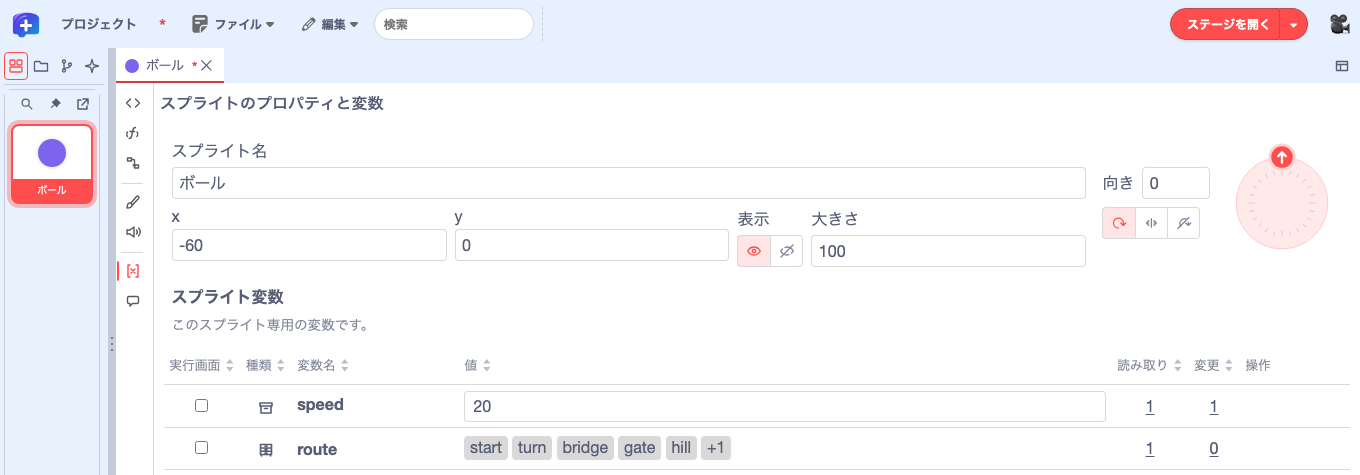 プロジェクト * ファイル 編集 検索 ステージを開く
ボール *
スプライトのプロパティと変数
スプライト名
ボール
向き 0
x y 表示 大きさ
-60 0 100
ボール
スプライト変数
このスプライト専用の変数です。
実行画面 種類 変数名 値 読み取り 変更 操作
speed 20 1 1
route start turn bridge gate hill +1 1 0